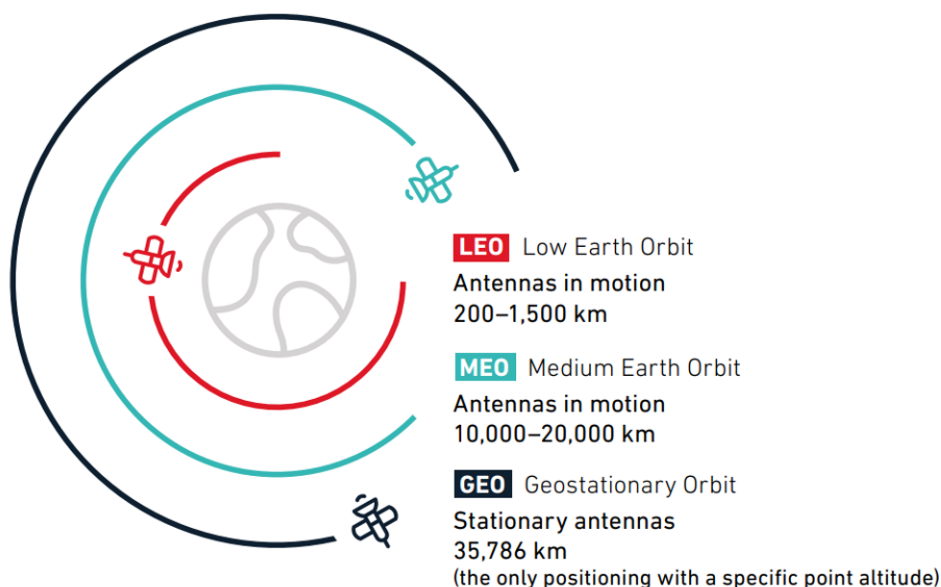 LEO Low Earth Orbit
Antennas in motion
200–1,500 km
MEO Medium Earth Orbit
Antennas in motion
10,000–20,000 km
GEO Geostationary Orbit
Stationary antennas
35,786 km
(the only positioning with a specific point altitude)